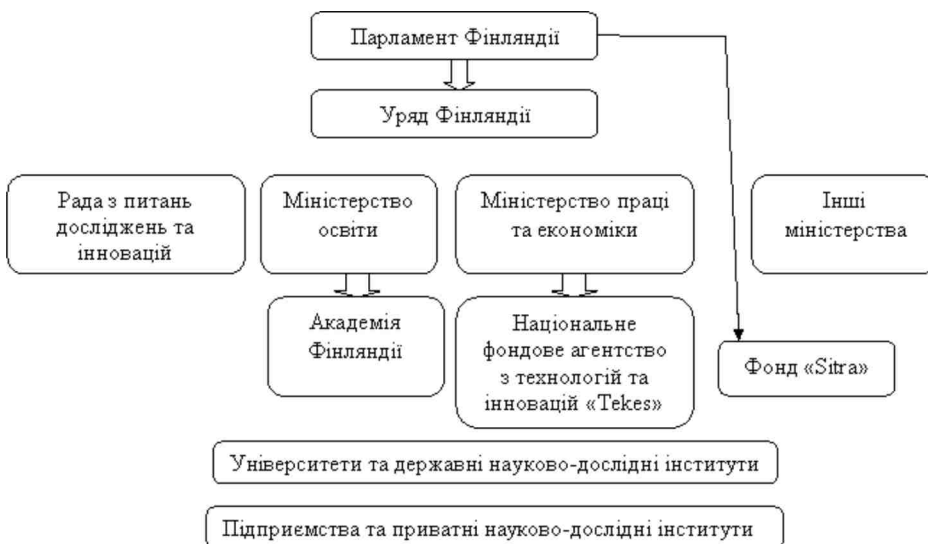 Парламент Фінляндії
Уряд Фінляндії
Рада з питань
досліджень та
інновацій
Міністерство
освіти
Міністерство праці
та економіки
Інші
міністерства
Академія
Фінляндії
Національне
фондове агентство
з технологій та
інновацій «Tekes»
Фонд «Sitra»
Університети та державні науково-дослідні інститути
Підприємства та приватні науково-дослідні інститути